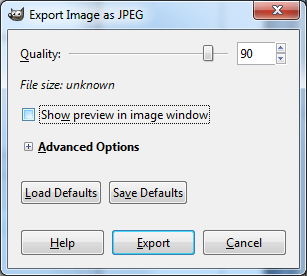 Export Image as JPEG
Quality: 90
File size: unknown
Show preview in image window
Advanced Options
Load Defaults Save Defaults
Help Export Cancel